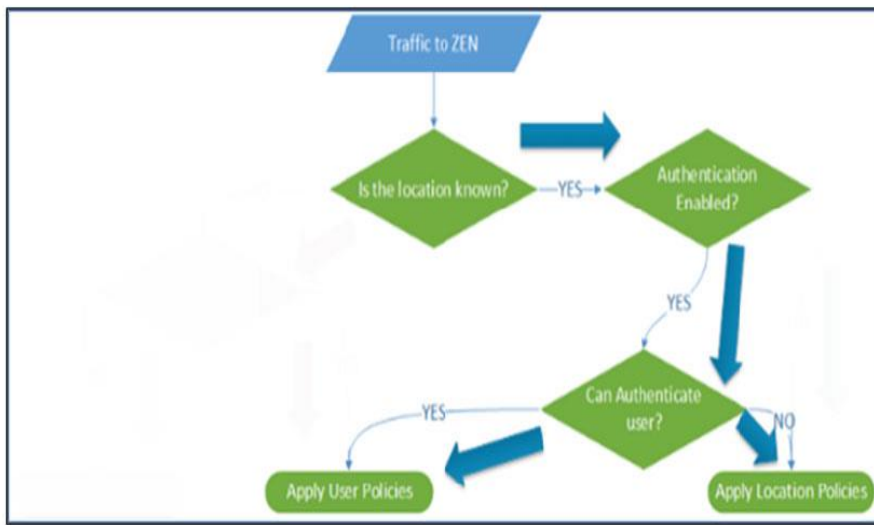 Traffic to ZEN
Is the location known?
YES
Authentication
Enabled?
YES
Can Authenticate
user?
YES
NO
Apply User Policies
Apply Location Policies